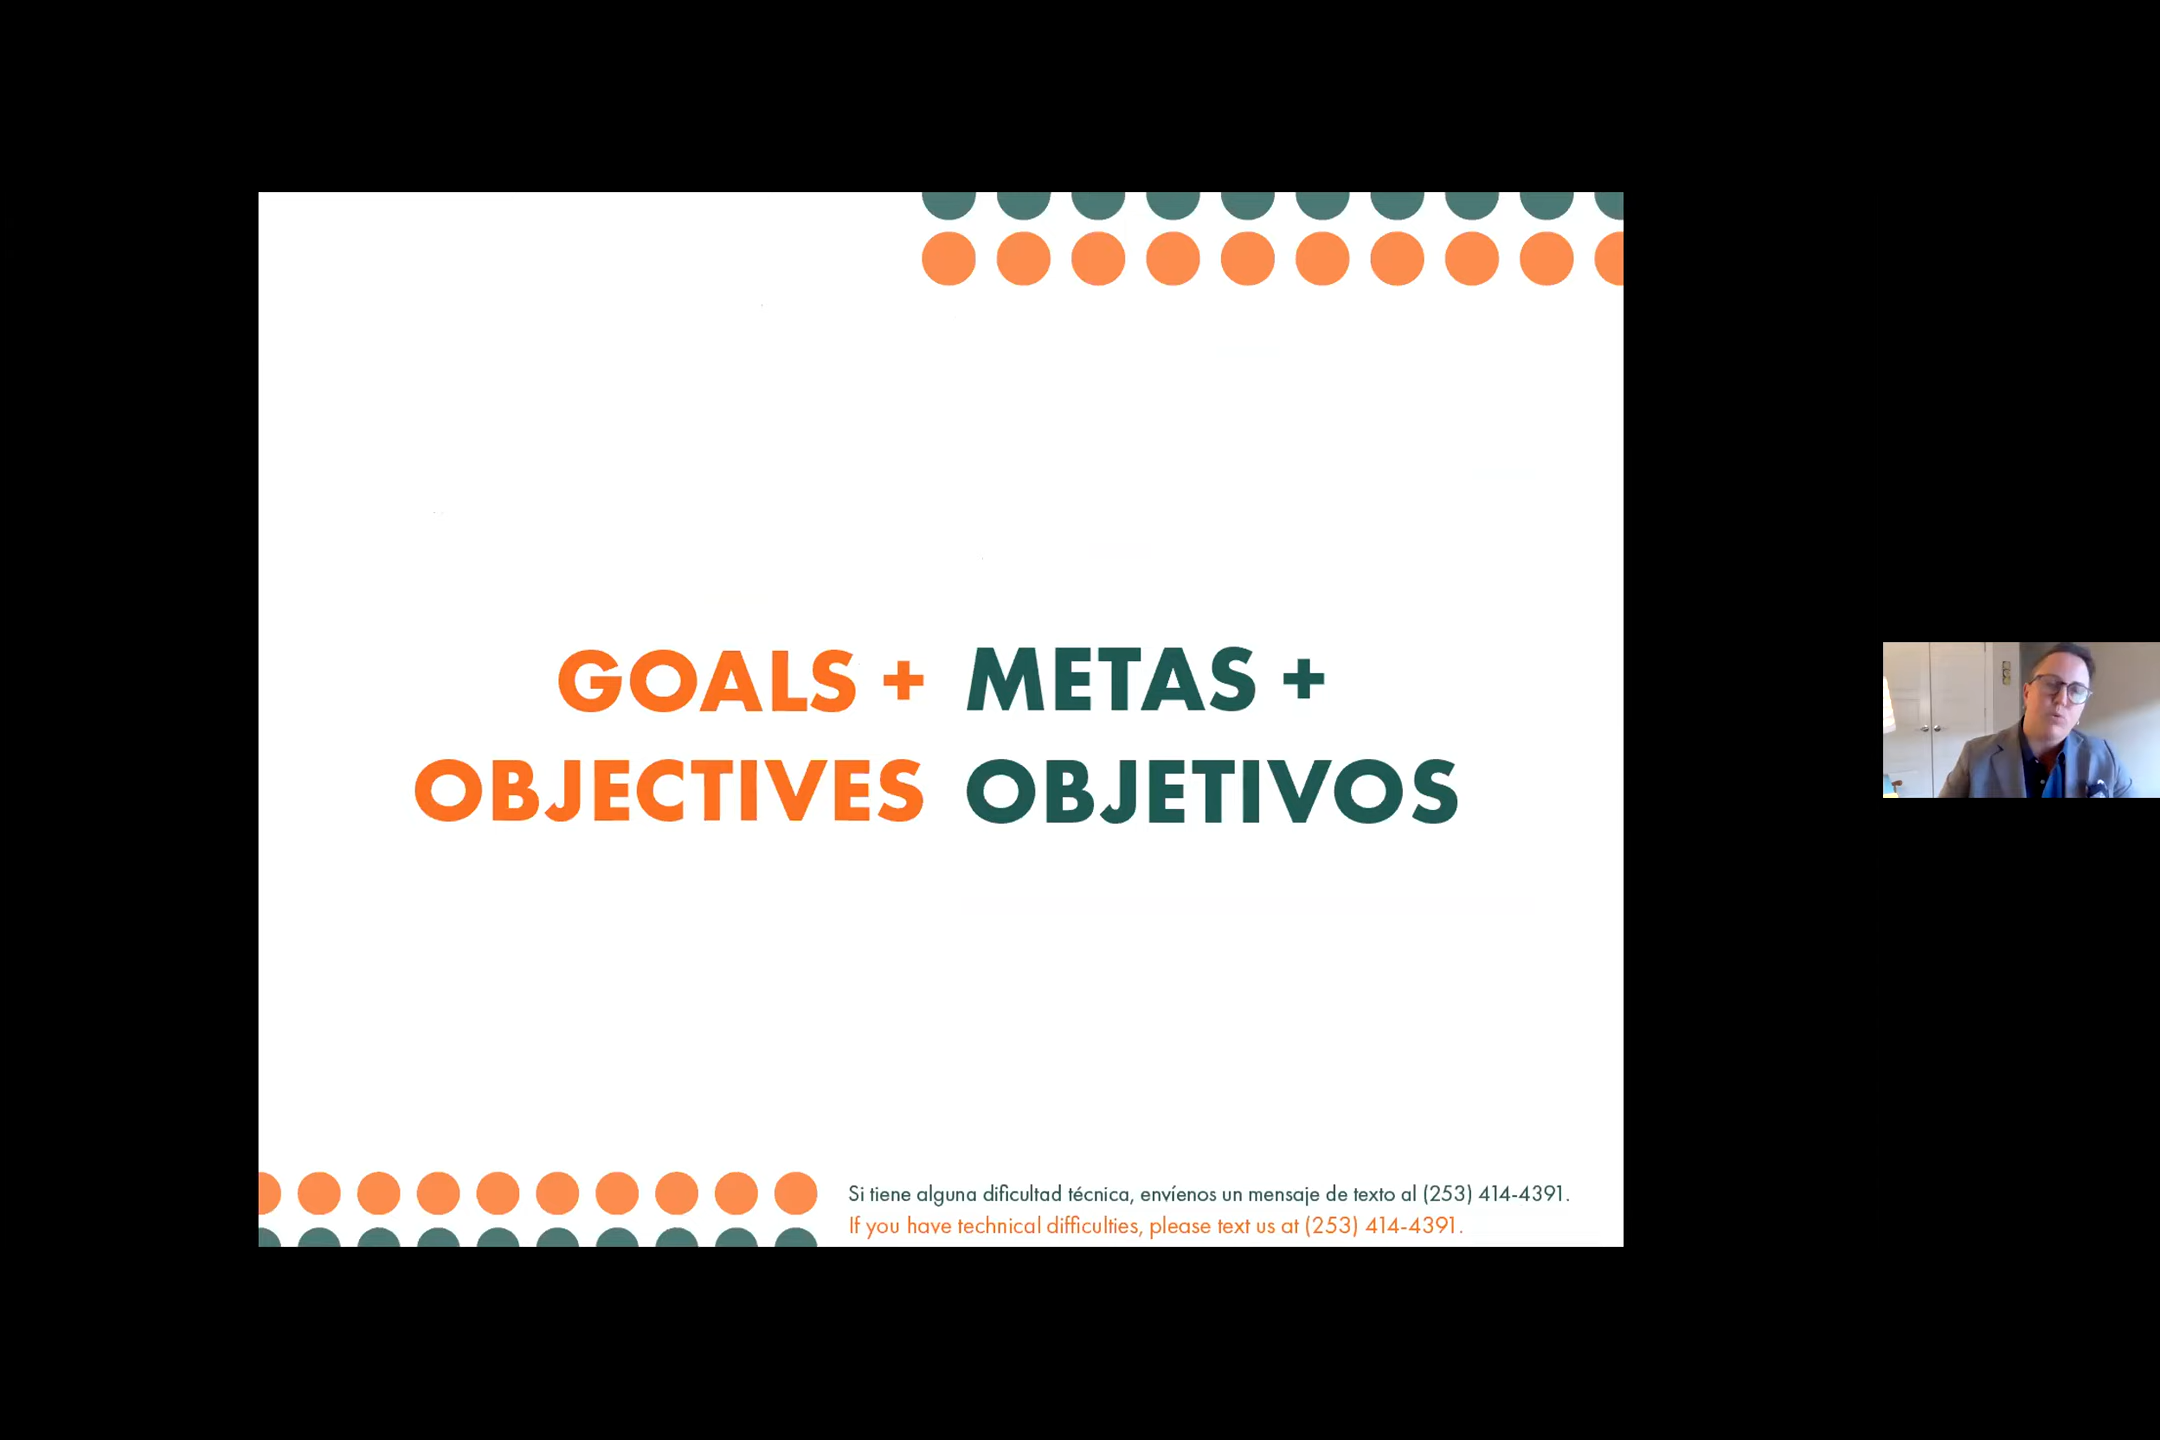 GOALS +
OBJECTIVES
METAS +
OBJETIVOS
Si tiene alguna dificultad técnica, envíenos un mensaje de texto al (253) 414-4391.
If you have technical difficulties, please text us at (253) 414-4391.